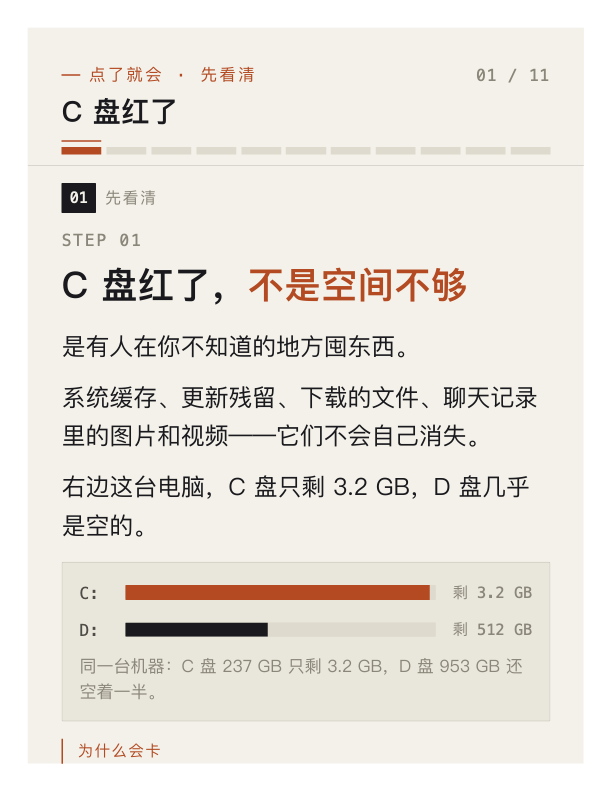 — 点了就会 · 先看清
01 / 11
C 盘红了
01 先看清
STEP 01
C 盘红了，不是空间不够
是有人在你不知道的地方囤东西。
系统缓存、更新残留、下载的文件、聊天记录
里的图片和视频——它们不会自己消失。
右边这台电脑，C 盘只剩 3.2 GB，D 盘几乎
是空的。
C: 剩 3.2 GB
D: 剩 512 GB
同一台机器：C 盘 237 GB 只剩 3.2 GB，D 盘 953 GB 还
空着一半。
为什么会卡